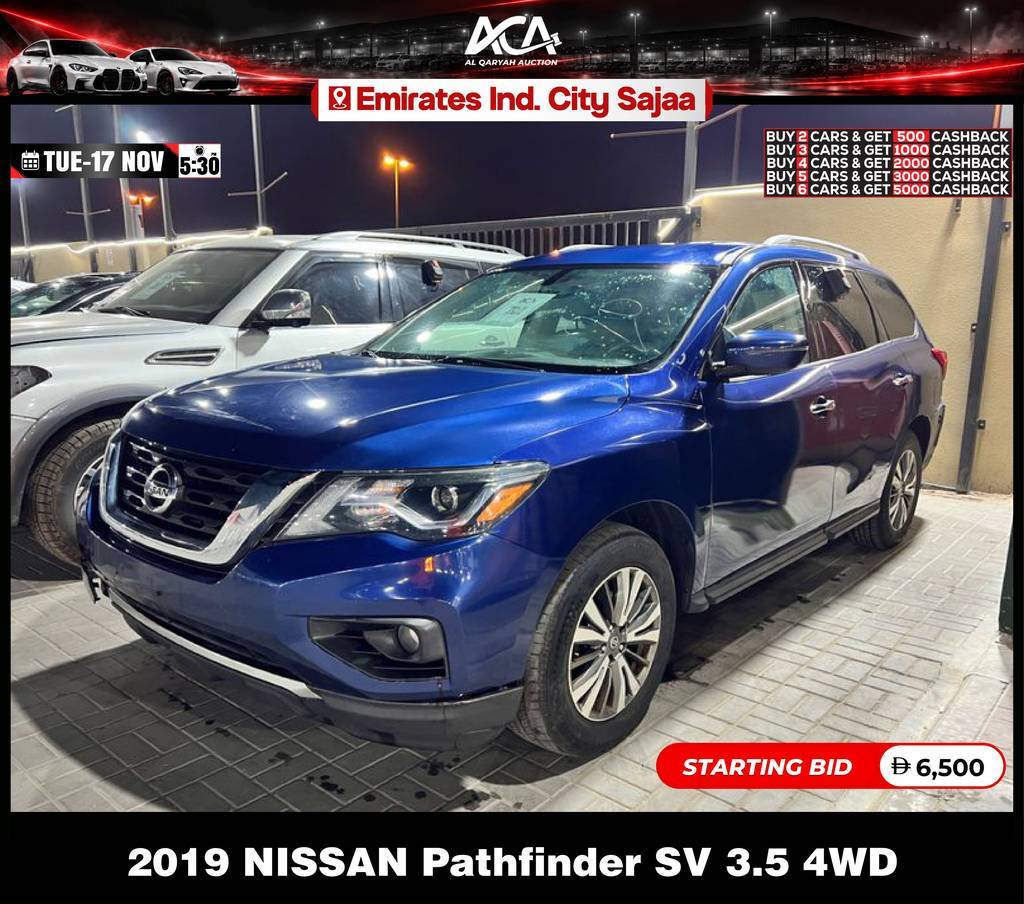 ACA
AL QARYAH AUCTION
Emirates Ind. City Sajaa
TUE-17 NOV 5:30
BUY 2 CARS & GET 500 CASHBACK
BUY 3 CARS & GET 1000 CASHBACK
BUY 4 CARS & GET 2000 CASHBACK
BUY 5 CARS & GET 3000 CASHBACK
BUY 6 CARS & GET 5000 CASHBACK
NISSAN
STARTING BID 6,500
2019 NISSAN Pathfinder SV 3.5 4WD